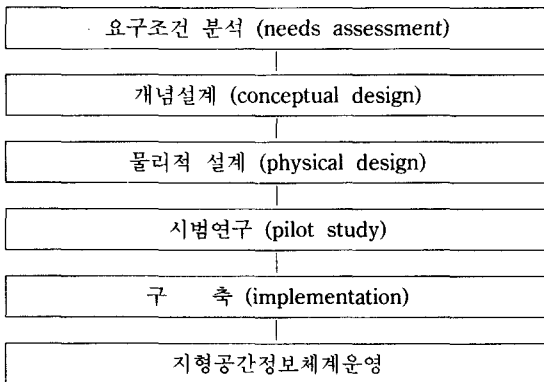 요구조건 분석 (needs assessment)
개념설계 (conceptual design)
물리적 설계 (physical design)
시범연구 (pilot study)
구 축 (implementation)
지형공간정보체계운영